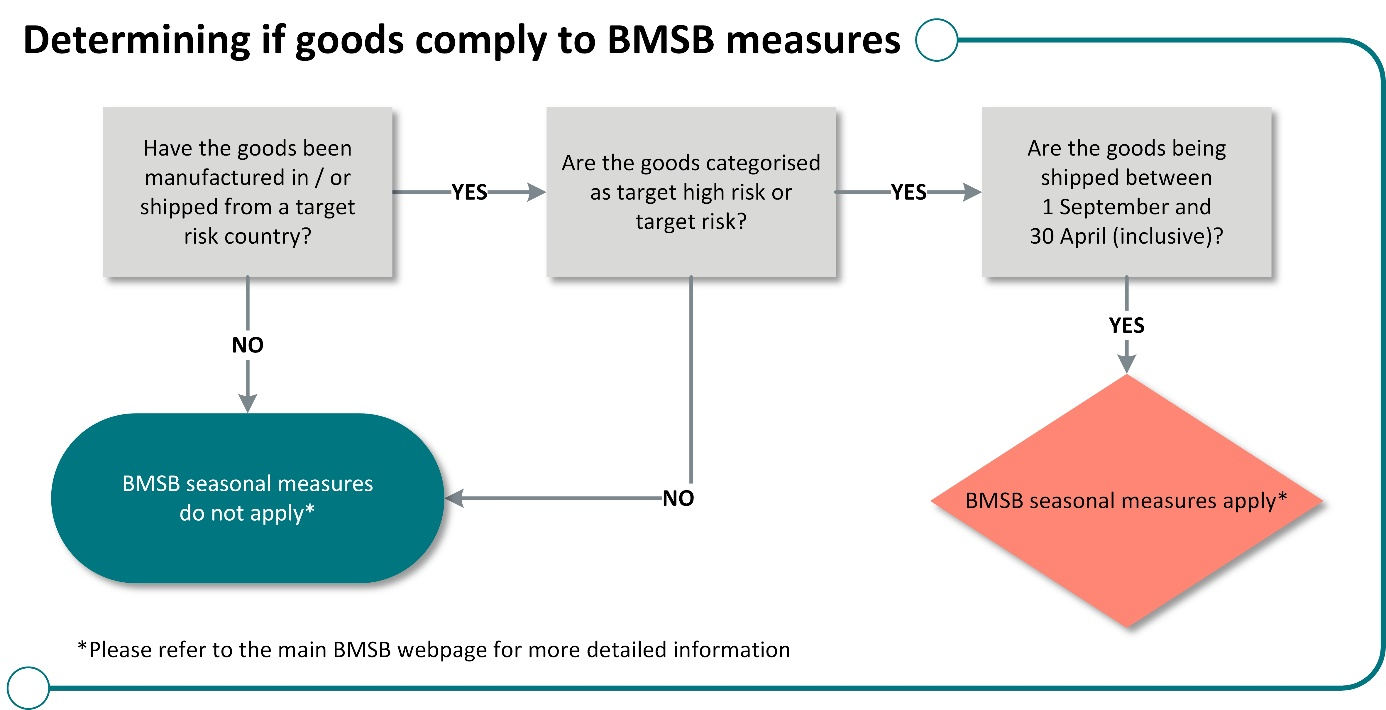 Determining if goods comply to BMSB measures
Have the goods been
manufactured in / or
shipped from a target
risk country?
YES
Are the goods categorised
as target high risk or
target risk?
YES
Are the goods being
shipped between
1 September and
30 April (inclusive)?
NO
YES
BMSB seasonal measures
do not apply*
NO
BMSB seasonal measures apply*
*Please refer to the main BMSB webpage for more detailed information